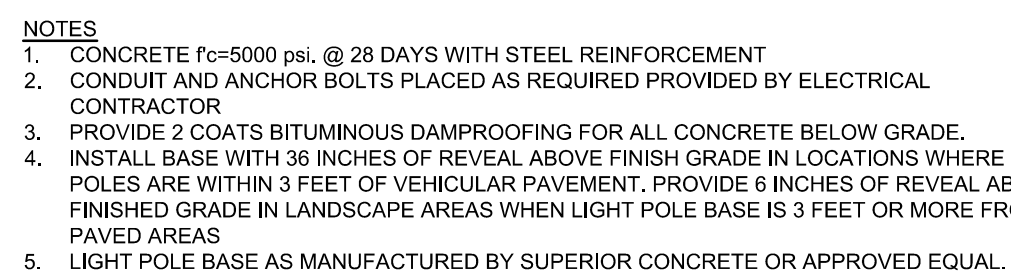 NOTES
1. CONCRETE f'c=5000 psi. @ 28 DAYS WITH STEEL REINFORCEMENT
2. CONDUIT AND ANCHOR BOLTS PLACED AS REQUIRED PROVIDED BY ELECTRICAL
CONTRACTOR
3. PROVIDE 2 COATS BITUMINOUS DAMPROOFING FOR ALL CONCRETE BELOW GRADE.
4. INSTALL BASE WITH 36 INCHES OF REVEAL ABOVE FINISH GRADE IN LOCATIONS WHERE
POLES ARE WITHIN 3 FEET OF VEHICULAR PAVEMENT. PROVIDE 6 INCHES OF REVEAL
FINISHED GRADE IN LANDSCAPE AREAS WHEN LIGHT POLE BASE IS 3 FEET OR MORE
PAVED AREAS
5. LIGHT POLE BASE AS MANUFACTURED BY SUPERIOR CONCRETE OR APPROVED EQUAL.